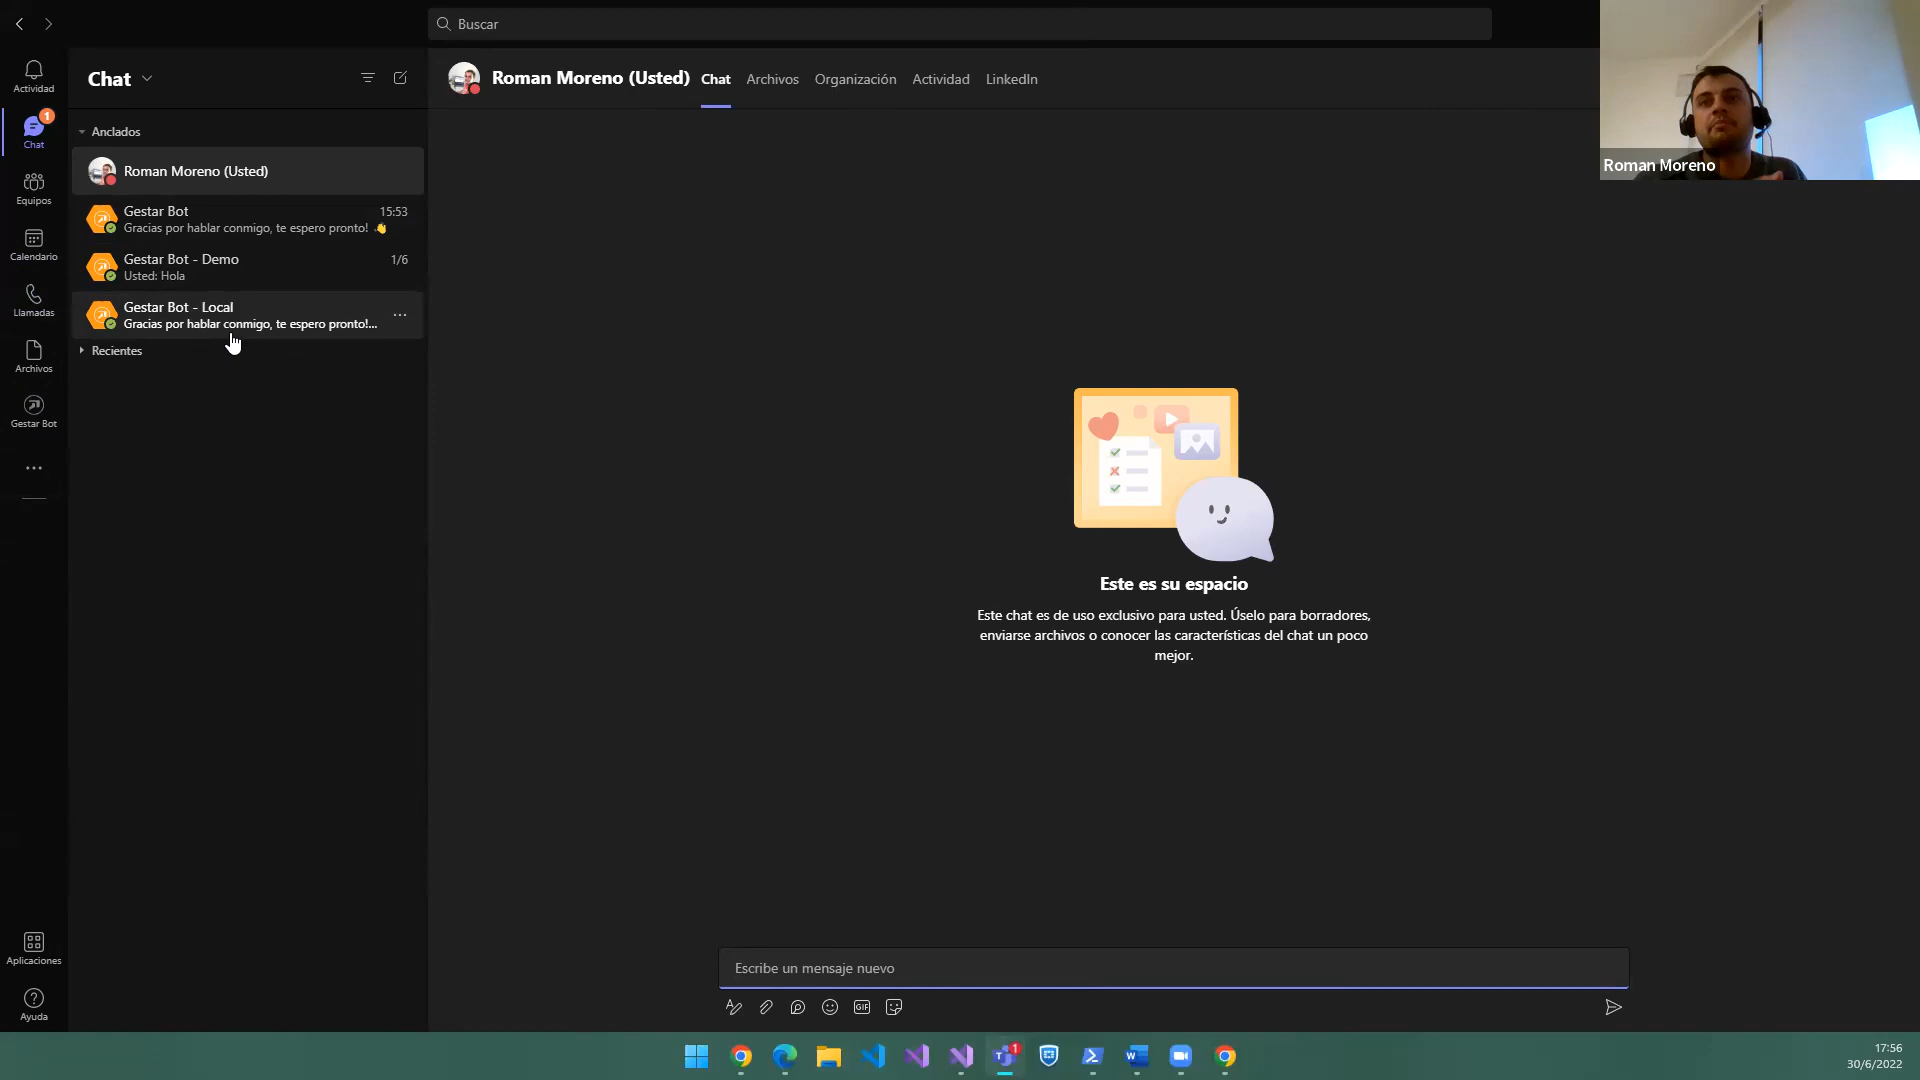 Buscar
Actividad
1
Chat
Equipos
Calendario
Llamadas
Archivos
Gestar Bot
Aplicaciones
Ayuda
Chat
Anclados
Roman Moreno (Usted)
Gestar Bot 15:53
Gracias por hablar conmigo, te espero pronto! 👋
Gestar Bot - Demo 1/6
Usted: Hola
Gestar Bot - Local
Gracias por hablar conmigo, te espero pronto!...
Recientes
Roman Moreno (Usted) Chat Archivos Organización Actividad LinkedIn
Roman Moreno
Este es su espacio
Este chat es de uso exclusivo para usted. Úselo para borradores,
enviarse archivos o conocer las características del chat un poco
mejor.
Escribe un mensaje nuevo
GIF
T 1
W
17:56
30/6/2022